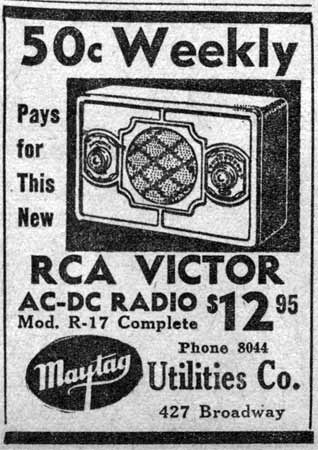 50c Weekly
Pays
for
This
New
RCA VICTOR
AC-DC RADIO $12.95
Mod. R-17 Complete
Phone 8044
Maytag
Utilities Co.
427 Broadway